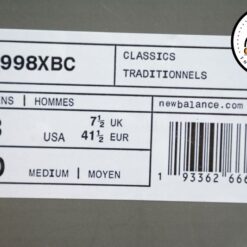 998XBC
CLASSICS
TRADITIONNELS
NS | HOMMES
newbalance.com
7½ UK
USA 41½ EUR
MEDIUM | MOYEN
1 93362 666